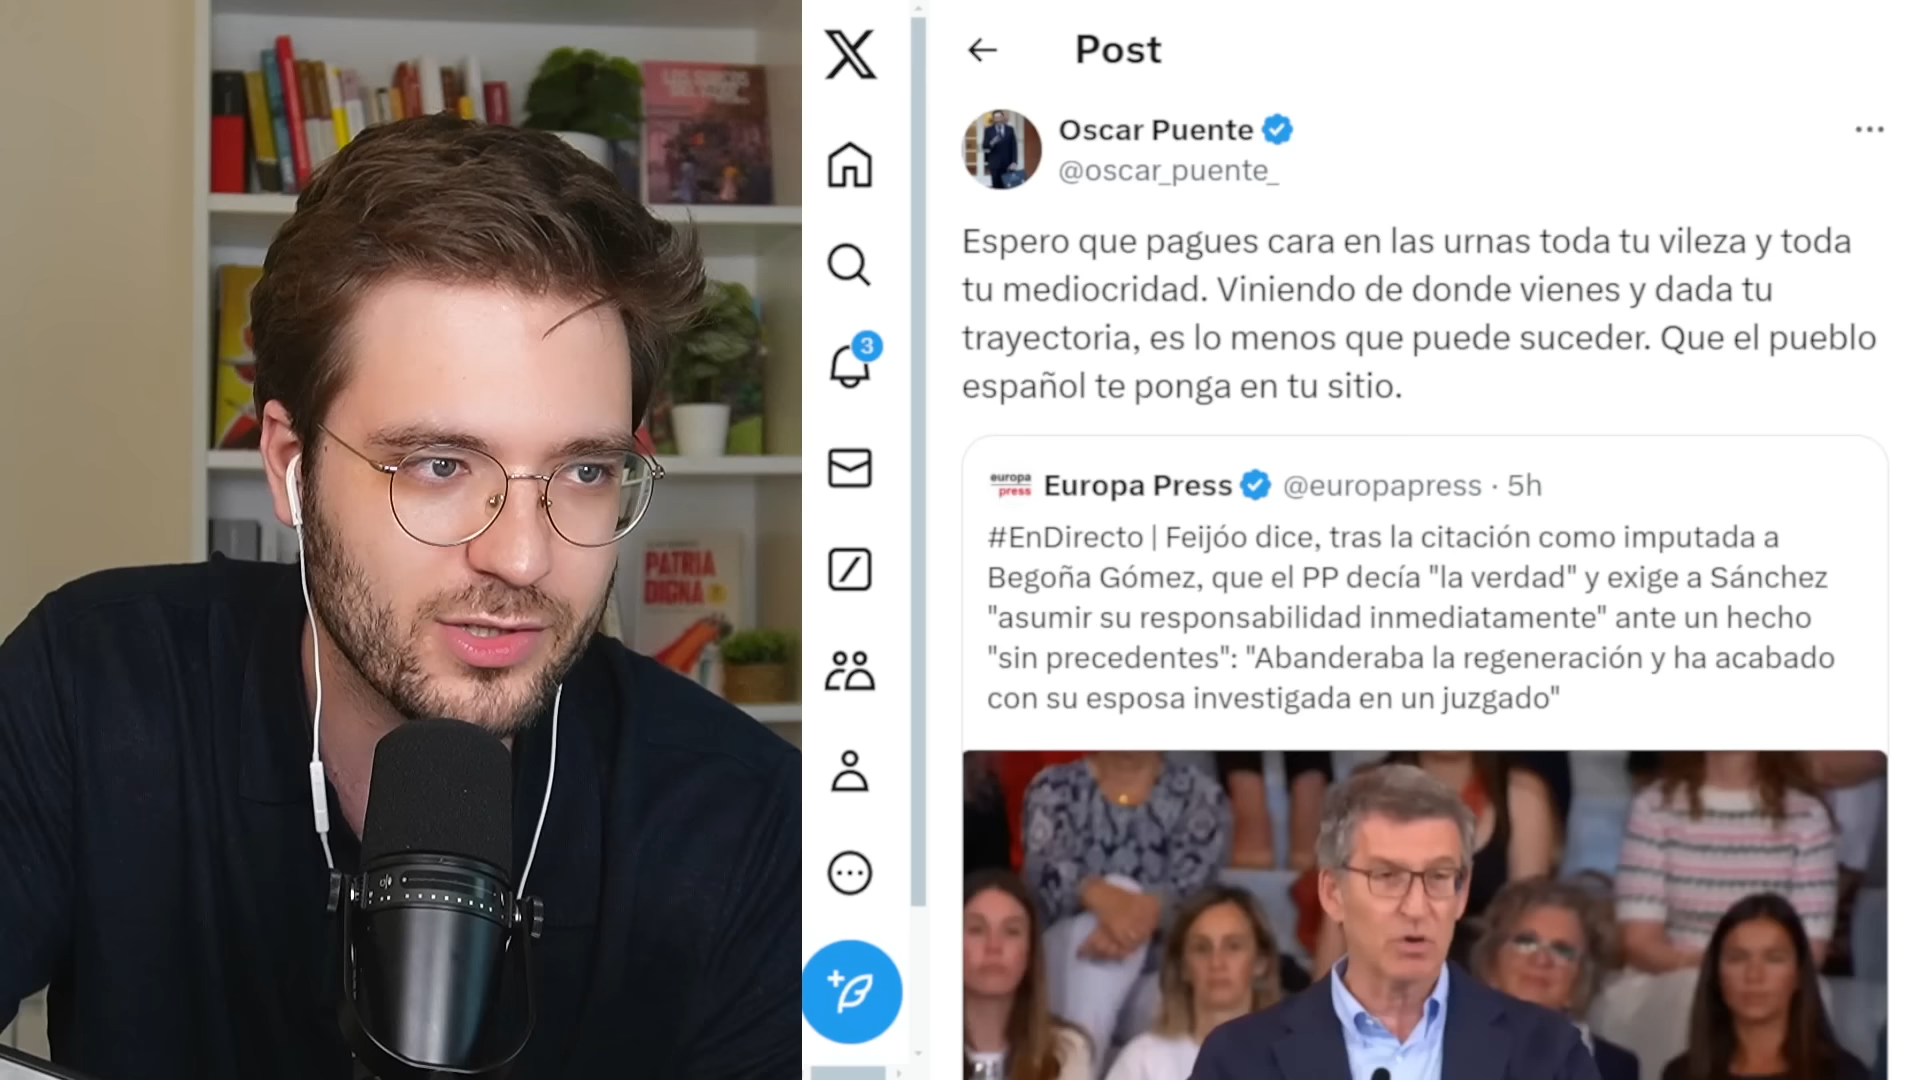 PATRIA
DIGNA
Post
Oscar Puente
@oscar_puente_
Espero que pagues cara en las urnas toda tu vileza y toda
tu mediocridad. Viniendo de donde vienes y dada tu
trayectoria, es lo menos que puede suceder. Que el pueblo
español te ponga en tu sitio.
europa
press
Europa Press @europapress · 5h
#EnDirecto | Feijóo dice, tras la citación como imputada a
Begoña Gómez, que el PP decía "la verdad" y exige a Sánchez
"asumir su responsabilidad inmediatamente" ante un hecho
"sin precedentes": "Abanderaba la regeneración y ha acabado
con su esposa investigada en un juzgado"
3